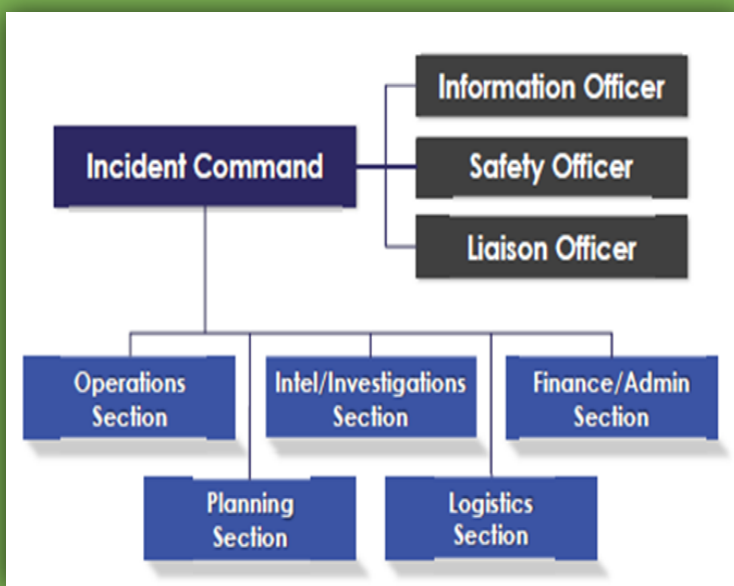 Information Officer
Incident Command
Safety Officer
Liaison Officer
Operations
Section
Intel/Investigations
Section
Finance/Admin
Section
Planning
Section
Logistics
Section